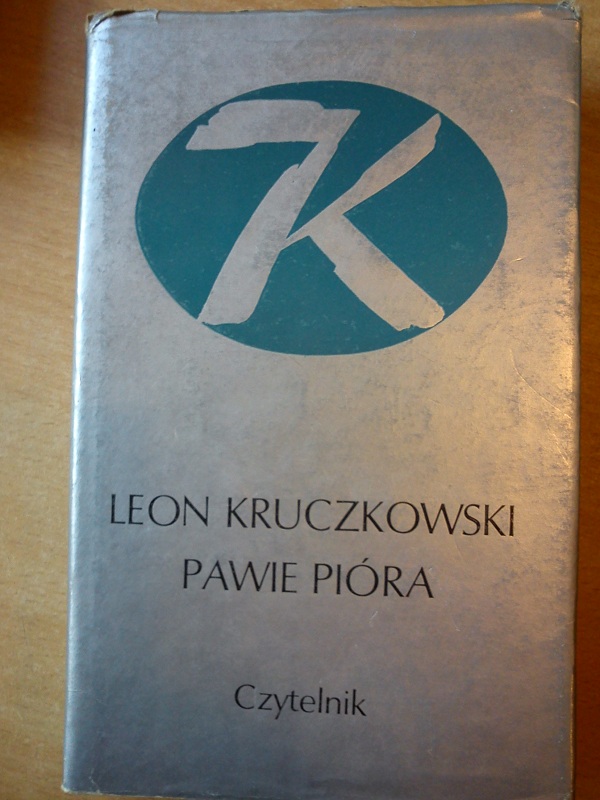 K
LEON KRUCZKOWSKI
PAWIE PIÓRA
Czytelnik